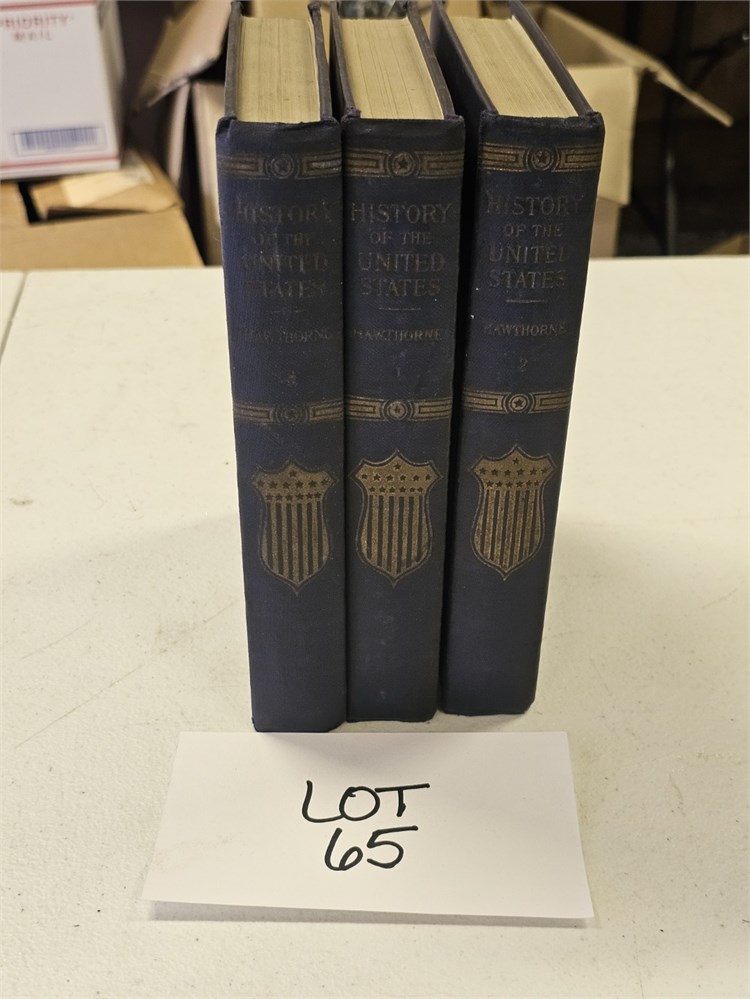 PRIORITY
MAIL
HISTORY
OF THE
UNITED
STATES
HAWTHORNE
HISTORY
OF THE
UNITED
STATES
HAWTHORNE
1
HISTORY
OF THE
UNITED
STATES
HAWTHORNE
2
LOT
65